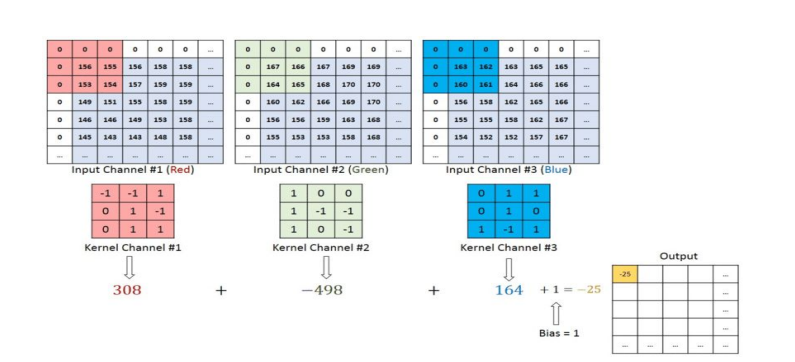 0 0 0 0 0 0 ...
0 156 155 156 158 158 ...
0 153 154 157 159 159 ...
0 149 151 155 158 159 ...
0 146 146 149 153 158 ...
0 145 143 143 148 158 ...
... ... ... ... ... ... ...
Input Channel #1 (Red)
0 0 0 0 0 0 ...
0 167 166 167 169 169 ...
0 164 165 168 170 170 ...
0 160 162 166 169 170 ...
0 156 156 159 163 168 ...
0 155 153 153 158 168 ...
... ... ... ... ... ... ...
Input Channel #2 (Green)
0 0 0 0 0 0 ...
0 163 162 163 165 165 ...
0 160 161 164 166 166 ...
0 156 158 162 165 166 ...
0 155 155 158 162 167 ...
0 154 152 152 157 167 ...
... ... ... ... ... ... ...
Input Channel #3 (Blue)
-1 -1 1
0 1 -1
0 1 1
Kernel Channel #1
1 0 0
1 -1 -1
1 0 -1
Kernel Channel #2
0 1 1
0 1 0
1 -1 1
Kernel Channel #3
308 + −498 + 164 + 1 = −25
Bias = 1
Output
-25 ...
...
...
...
... ... ... ... ...